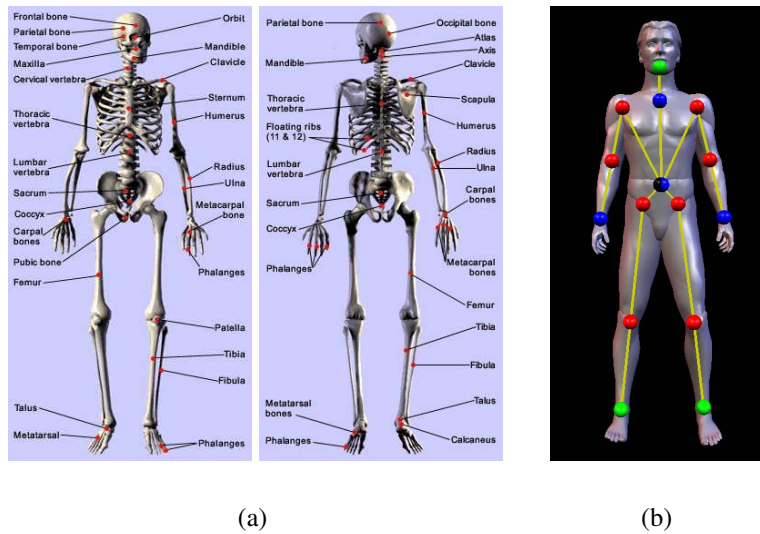 Frontal bone
Parietal bone
Temporal bone
Maxilla
Cervical vertebra
Thoracic
vertebra
Lumbar
vertebra
Sacrum
Coccyx
Carpal
bones
Pubic bone
Femur
Talus
Metatarsal
Orbit
Mandible
Clavicle
Sternum
Humerus
Radius
Ulna
Metacarpal
bone
Phalanges
Patella
Tibia
Fibula
Phalanges
Parietal bone
Mandible
Thoracic
vertebra
Floating ribs
(11 & 12)
Lumbar
vertebra
Sacrum
Coccyx
Phalanges
Metatarsal
bones
Phalanges
Occipital bone
Atlas
Axis
Clavicle
Scapula
Humerus
Radius
Ulna
Carpal
bones
Metacarpal
bones
Femur
Tibia
Fibula
Talus
Calcaneus
(a)
(b)